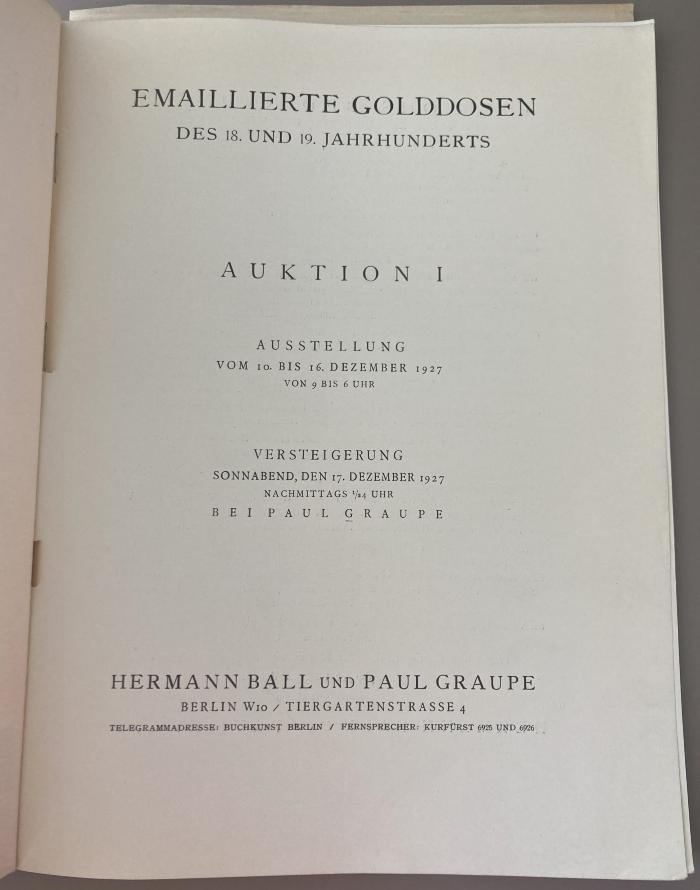 EMAILLIERTE GOLDDOSEN
DES 18. UND 19. JAHRHUNDERTS
AUKTION I
AUSSTELLUNG
VOM 10. BIS 16. DEZEMBER 1927
VON 9 BIS 6 UHR
VERSTEIGERUNG
SONNABEND, DEN 17. DEZEMBER 1927
NACHMITTAGS ½4 UHR
BEI PAUL GRAUPE
HERMANN BALL UND PAUL GRAUPE
BERLIN W10 / TIERGARTENSTRASSE 4
TELEGRAMMADRESSE: BUCHKUNST BERLIN / FERNSPRECHER: KURFÜRST 6925 UND 6926